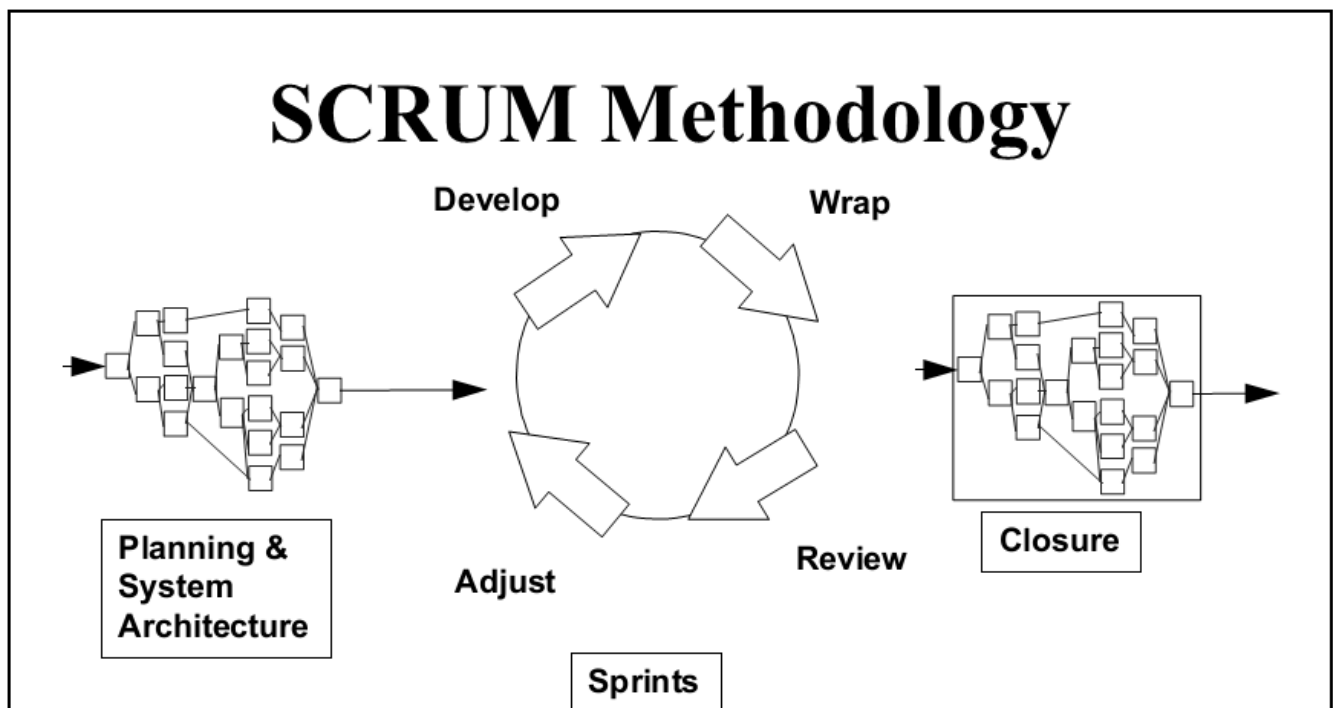 SCRUM Methodology
Develop
Wrap
Planning &
System
Architecture
Adjust
Review
Closure
Sprints